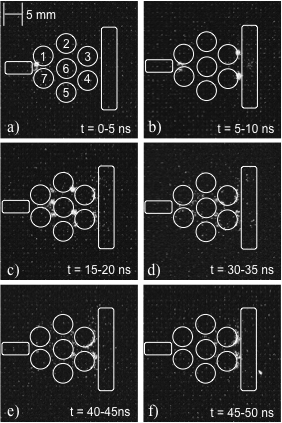 5 mm
2
1 3
6
7 4
5
a) t = 0-5 ns
b) t = 5-10 ns
c) t = 15-20 ns
d) t = 30-35 ns
e) t = 40-45ns
f) t = 45-50 ns